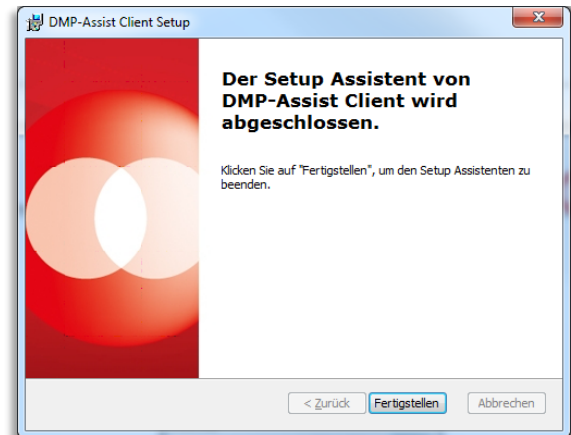 DMP-Assist Client Setup
Der Setup Assistent von
DMP-Assist Client wird
abgeschlossen.
Klicken Sie auf "Fertigstellen", um den Setup Assistenten zu
beenden.
< Zurück Fertigstellen Abbrechen